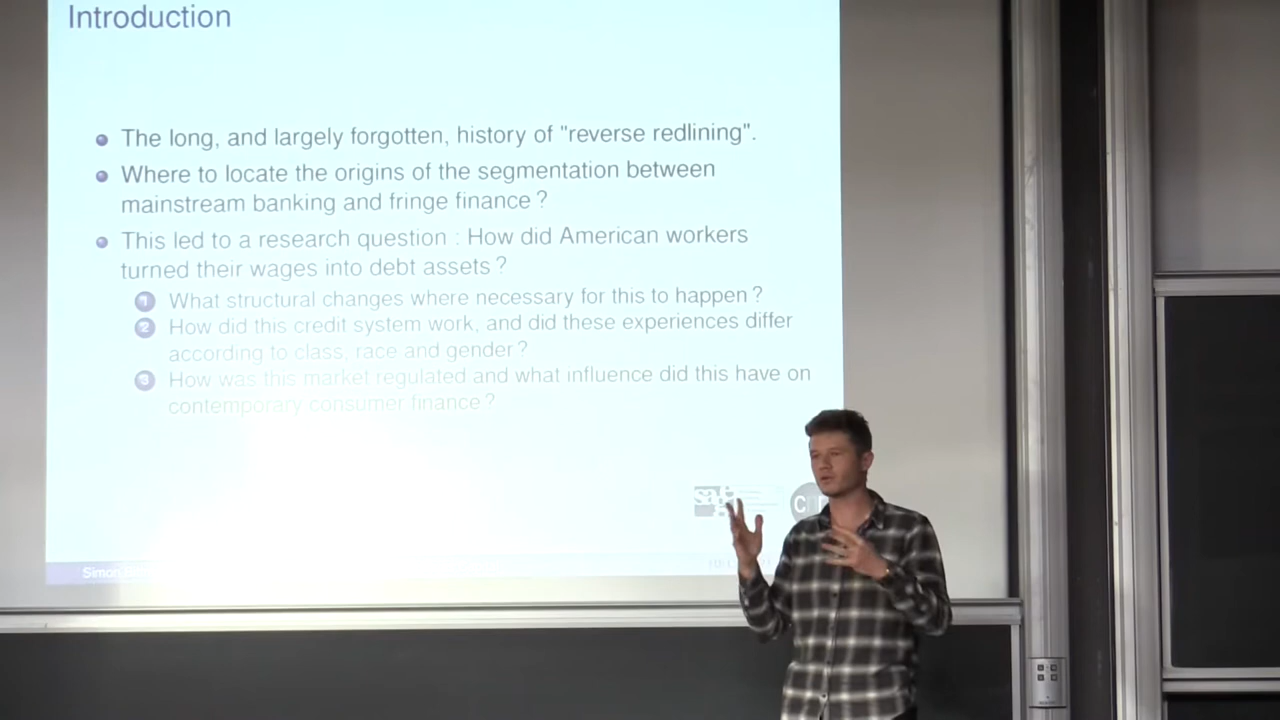 Introduction
The long, and largely forgotten, history of "reverse redlining".
Where to locate the origins of the segmentation between
mainstream banking and fringe finance ?
This led to a research question : How did American workers
turned their wages into debt assets ?
1 What structural changes where necessary for this to happen ?
2 How did this credit system work, and did these experiences differ
according to class, race and gender ?
3 How was this market regulated and what influence did this have on
contemporary consumer finance ?
Simon